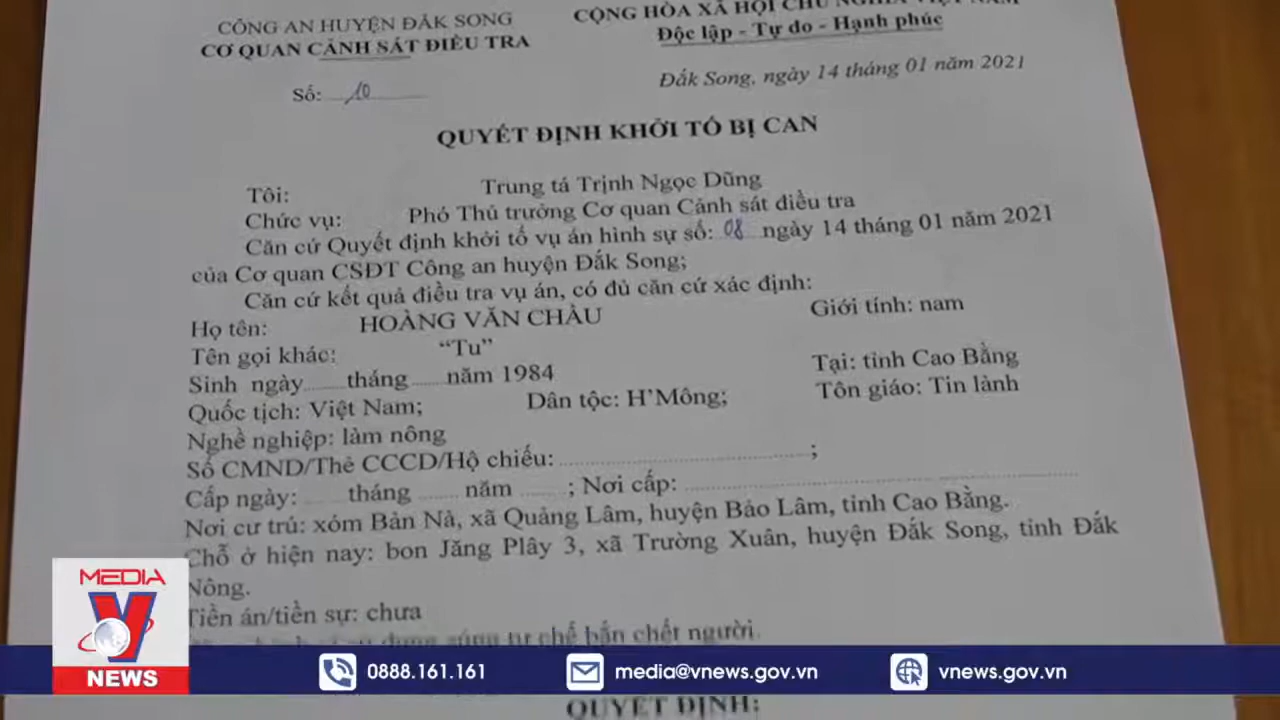 CÔNG AN HUYỆN ĐẮK SONG
CƠ QUAN CẢNH SÁT ĐIỀU TRA
CỘNG HÒA XÃ HỘI CHỦ NGHĨA VIỆT NAM
Độc lập - Tự do - Hạnh phúc
Số: 10
Đắk Song, ngày 14 tháng 01 năm 2021
QUYẾT ĐỊNH KHỞI TỐ BỊ CAN
Tôi: Trung tá Trịnh Ngọc Dũng
Chức vụ: Phó Thủ trưởng Cơ quan Cảnh sát điều tra
Căn cứ Quyết định khởi tố vụ án hình sự số: 08 ngày 14 tháng 01 năm 2021
của Cơ quan CSĐT Công an huyện Đắk Song;
Căn cứ kết quả điều tra vụ án, có đủ căn cứ xác định:
Họ tên: HOÀNG VĂN CHÂU Giới tính: nam
Tên gọi khác: “Tu”
Sinh ngày........tháng.......năm 1984 Tại: tỉnh Cao Bằng
Quốc tịch: Việt Nam; Dân tộc: H’Mông; Tôn giáo: Tin lành
Nghề nghiệp: làm nông
Số CMND/Thẻ CCCD/Hộ chiếu:..............................;
Cấp ngày: ...... tháng ....... năm ........; Nơi cấp:..............................
Nơi cư trú: xóm Bản Nà, xã Quảng Lâm, huyện Bảo Lâm, tỉnh Cao Bằng.
Chỗ ở hiện nay: bon Jăng Plây 3, xã Trường Xuân, huyện Đắk Song, tỉnh Đắk
Nông.
Tiền án/tiền sự: chưa
sử dụng súng tự chế bắn chết người.
QUYẾT ĐỊNH:
MEDIA
V
NEWS
0888.161.161
media@vnews.gov.vn
vnews.gov.vn